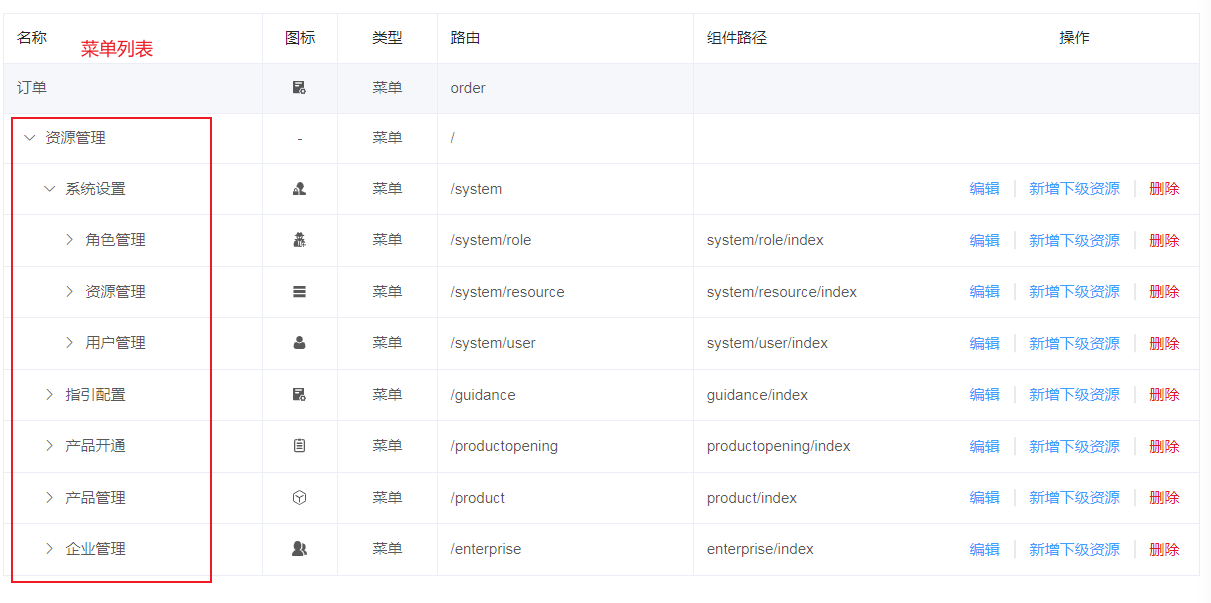 名称 图标 类型 路由 组件路径 操作
菜单列表
订单 菜单 order
资源管理 - 菜单 /
系统设置 菜单 /system 编辑 新增下级资源 删除
角色管理 菜单 /system/role system/role/index 编辑 新增下级资源 删除
资源管理 菜单 /system/resource system/resource/index 编辑 新增下级资源 删除
用户管理 菜单 /system/user system/user/index 编辑 新增下级资源 删除
指引配置 菜单 /guidance guidance/index 编辑 新增下级资源 删除
产品开通 菜单 /productopening productopening/index 编辑 新增下级资源 删除
产品管理 菜单 /product product/index 编辑 新增下级资源 删除
企业管理 菜单 /enterprise enterprise/index 编辑 新增下级资源 删除